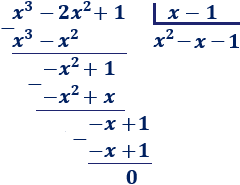 x³ − 2x² + 1 | x − 1
− x³ − x² x² − x − 1
−x² + 1
− −x² + x
−x + 1
− −x + 1
0